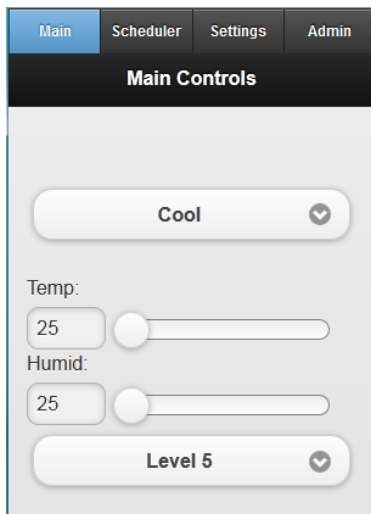 Main Scheduler Settings Admin
Main Controls
Cool
Temp:
25
Humid:
25
Level 5